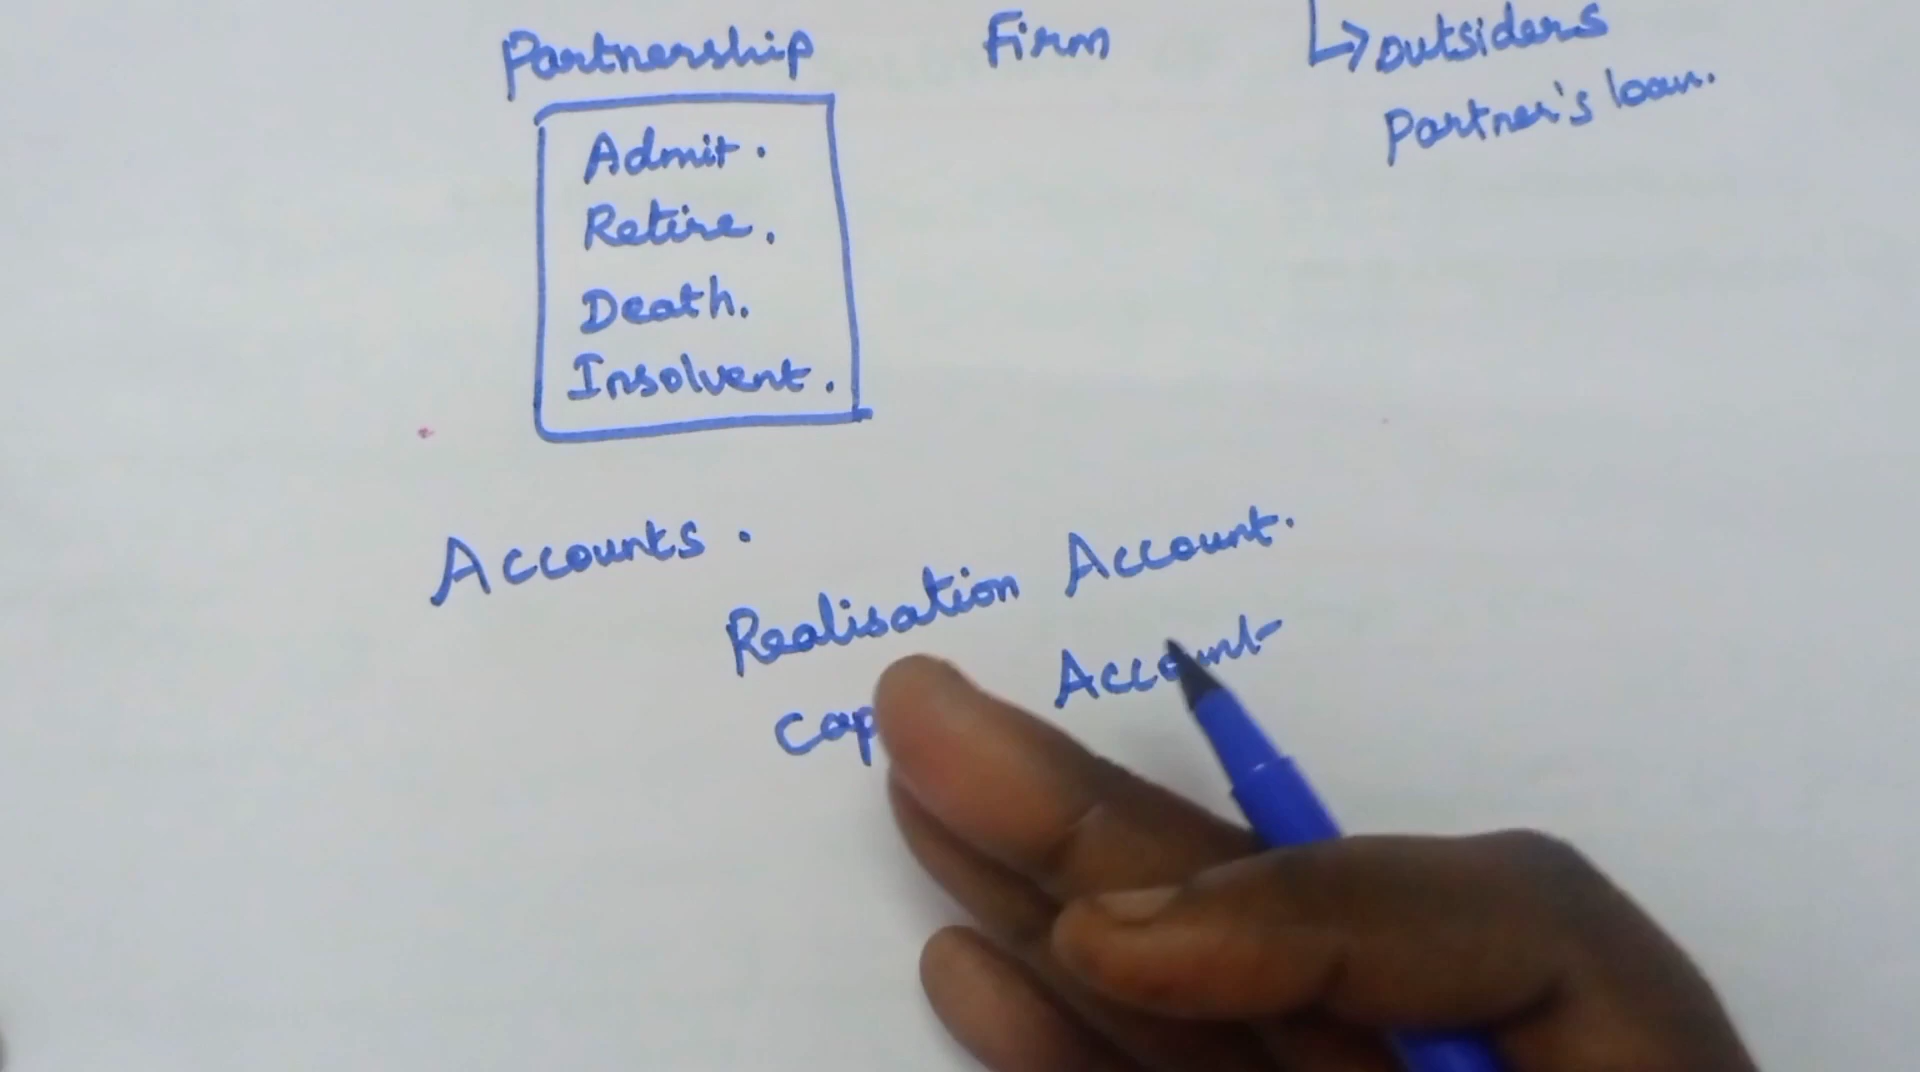 Partnership Firm
outsiders
Partner's loan.
Admit.
Retire.
Death.
Insolvent.
Accounts.
Realisation Account.
Cap Account